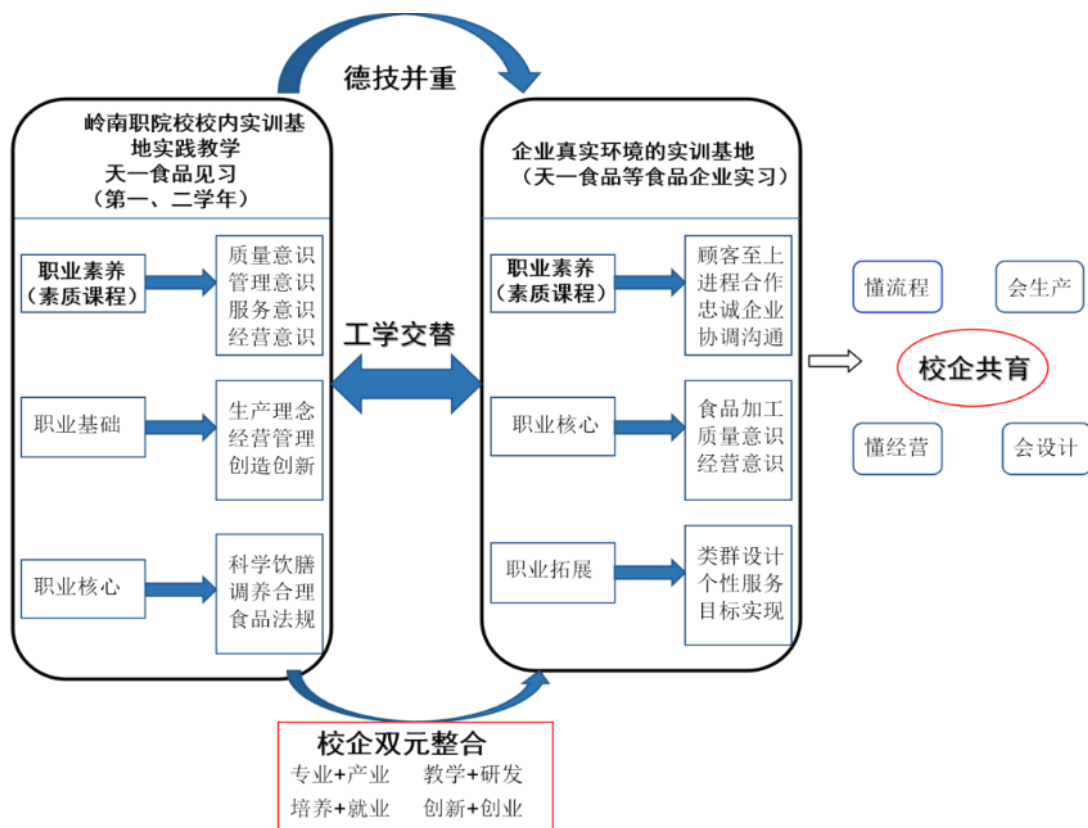 德技并重
岭南职院校校内实训基
地实践教学
天一食品见习
（第一、二学年）
职业素养
（素质课程）
质量意识
管理意识
服务意识
经营意识
职业基础
生产理念
经营管理
创造创新
职业核心
科学饮膳
调养合理
食品法规
工学交替
企业真实环境的实训基地
（天一食品等食品企业实习）
职业素养
（素质课程）
顾客至上
进程合作
忠诚企业
协调沟通
职业核心
食品加工
质量意识
经营意识
职业拓展
类群设计
个性服务
目标实现
懂流程
会生产
校企共育
懂经营
会设计
校企双元整合
专业+产业 教学+研发
培养+就业 创新+创业